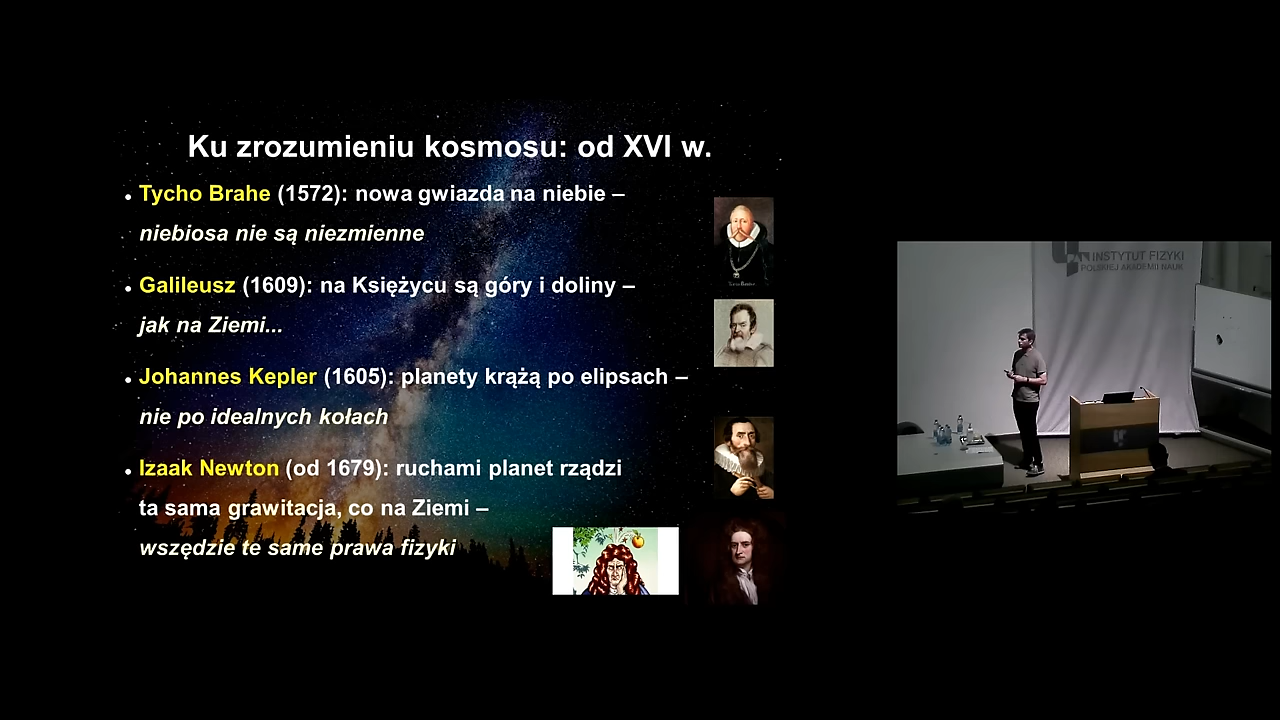 Ku zrozumieniu kosmosu: od XVI w.
• Tycho Brahe (1572): nowa gwiazda na niebie –
niebiosa nie są niezmienne
• Galileusz (1609): na Księżycu są góry i doliny –
jak na Ziemi...
• Johannes Kepler (1605): planety krążą po elipsach –
nie po idealnych kołach
• Izaak Newton (od 1679): ruchami planet rządzi
ta sama grawitacja, co na Ziemi –
wszędzie te same prawa fizyki
INSTYTUT FIZYKI
POLSKIEJ AKADEMII NAUK